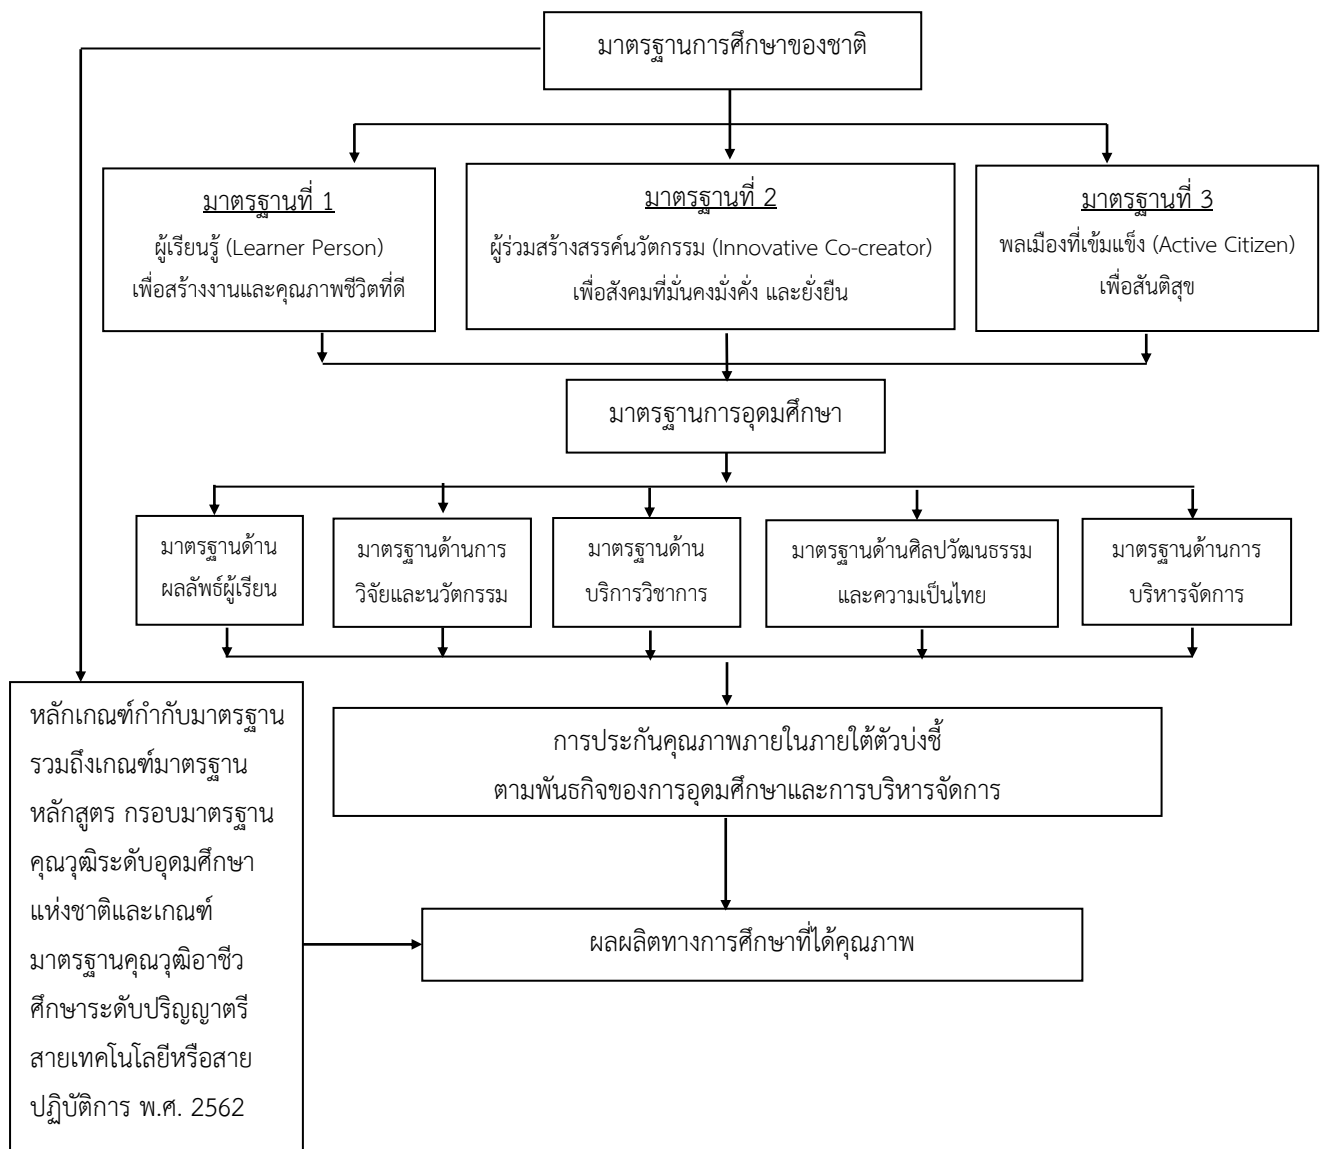 มาตรฐานการศึกษาของชาติ
มาตรฐานที่ 1
ผู้เรียนรู้ (Learner Person)
เพื่อสร้างงานและคุณภาพชีวิตที่ดี
มาตรฐานที่ 2
ผู้ร่วมสร้างสรรค์นวัตกรรม (Innovative Co-creator)
เพื่อสังคมที่มั่นคงมั่งคั่ง และยั่งยืน
มาตรฐานที่ 3
พลเมืองที่เข้มแข็ง (Active Citizen)
เพื่อสันติสุข
มาตรฐานการอุดมศึกษา
มาตรฐานด้าน
ผลลัพธ์ผู้เรียน
มาตรฐานด้านการ
วิจัยและนวัตกรรม
มาตรฐานด้าน
บริการวิชาการ
มาตรฐานด้านศิลปวัฒนธรรม
และความเป็นไทย
มาตรฐานด้านการ
บริหารจัดการ
หลักเกณฑ์กำกับมาตรฐาน
รวมถึงเกณฑ์มาตรฐาน
หลักสูตร กรอบมาตรฐาน
คุณวุฒิระดับอุดมศึกษา
แห่งชาติและเกณฑ์
มาตรฐานคุณวุฒิอาชีว
ศึกษาระดับปริญญาตรี
สายเทคโนโลยีหรือสาย
ปฏิบัติการ พ.ศ. 2562
การประกันคุณภาพภายในภายใต้ตัวบ่งชี้
ตามพันธกิจของการอุดมศึกษาและการบริหารจัดการ
ผลผลิตทางการศึกษาที่ได้คุณภาพ